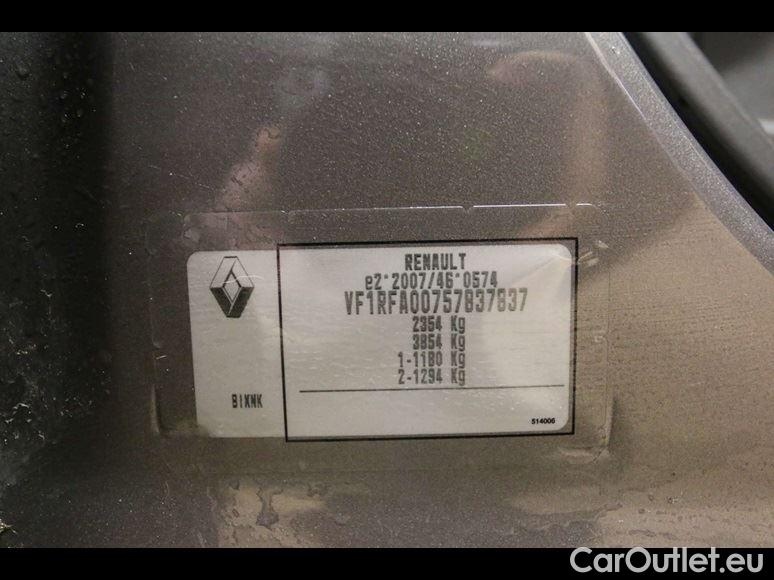 RENAULT
e2*2007/46*0574
VF1RFA00757837837
2354 Kg
3854 Kg
1-1180 Kg
2-1294 Kg
BIKNK
514006
CarOutlet.eu